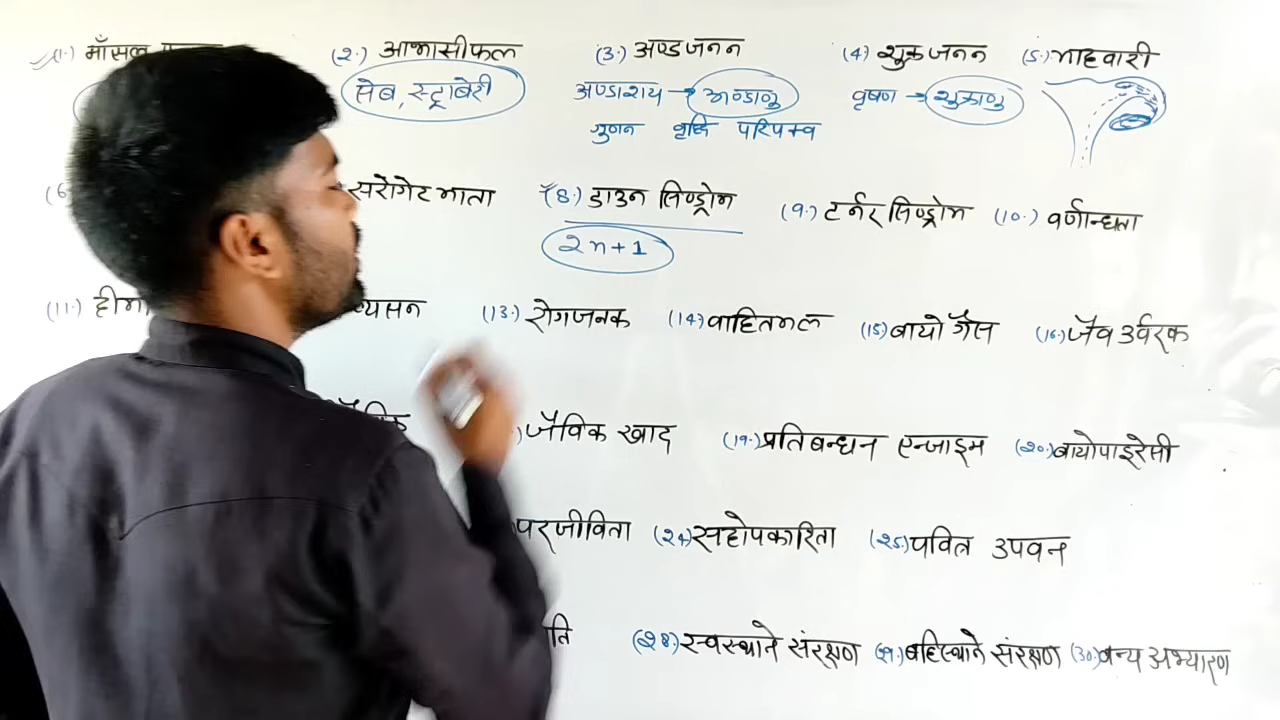 (1.) माँसल (2.) आभासीफल (3.) अण्डजनन (4) शुक्रजनन (5.) माहवारी
सेब, स्ट्राबेरी अण्डाशय → अण्डाणु वृषण → शुक्राणु
गुणन वृद्धि परिपक्व
(6 सरोगेट माता (8.) डाउन सिण्ड्रोम (9.) टर्नर सिण्ड्रोम (10.) वर्णान्धता
2n+1
(11.) हीमो व्यसन (13.) रोगजनक (14) वाहितमल (15) बायो गैस (16.) जैव उर्वरक
) जैविक खाद (19.) प्रतिबन्धन एन्जाइम (20.) बायोपाइरेसी
परजीविता (24) सहोपकारिता (25) पवित्र उपवन
ति (28.) स्वस्थाने संरक्षण (29.) बहिस्थाने संरक्षण (30.) वन्य अभ्यारण